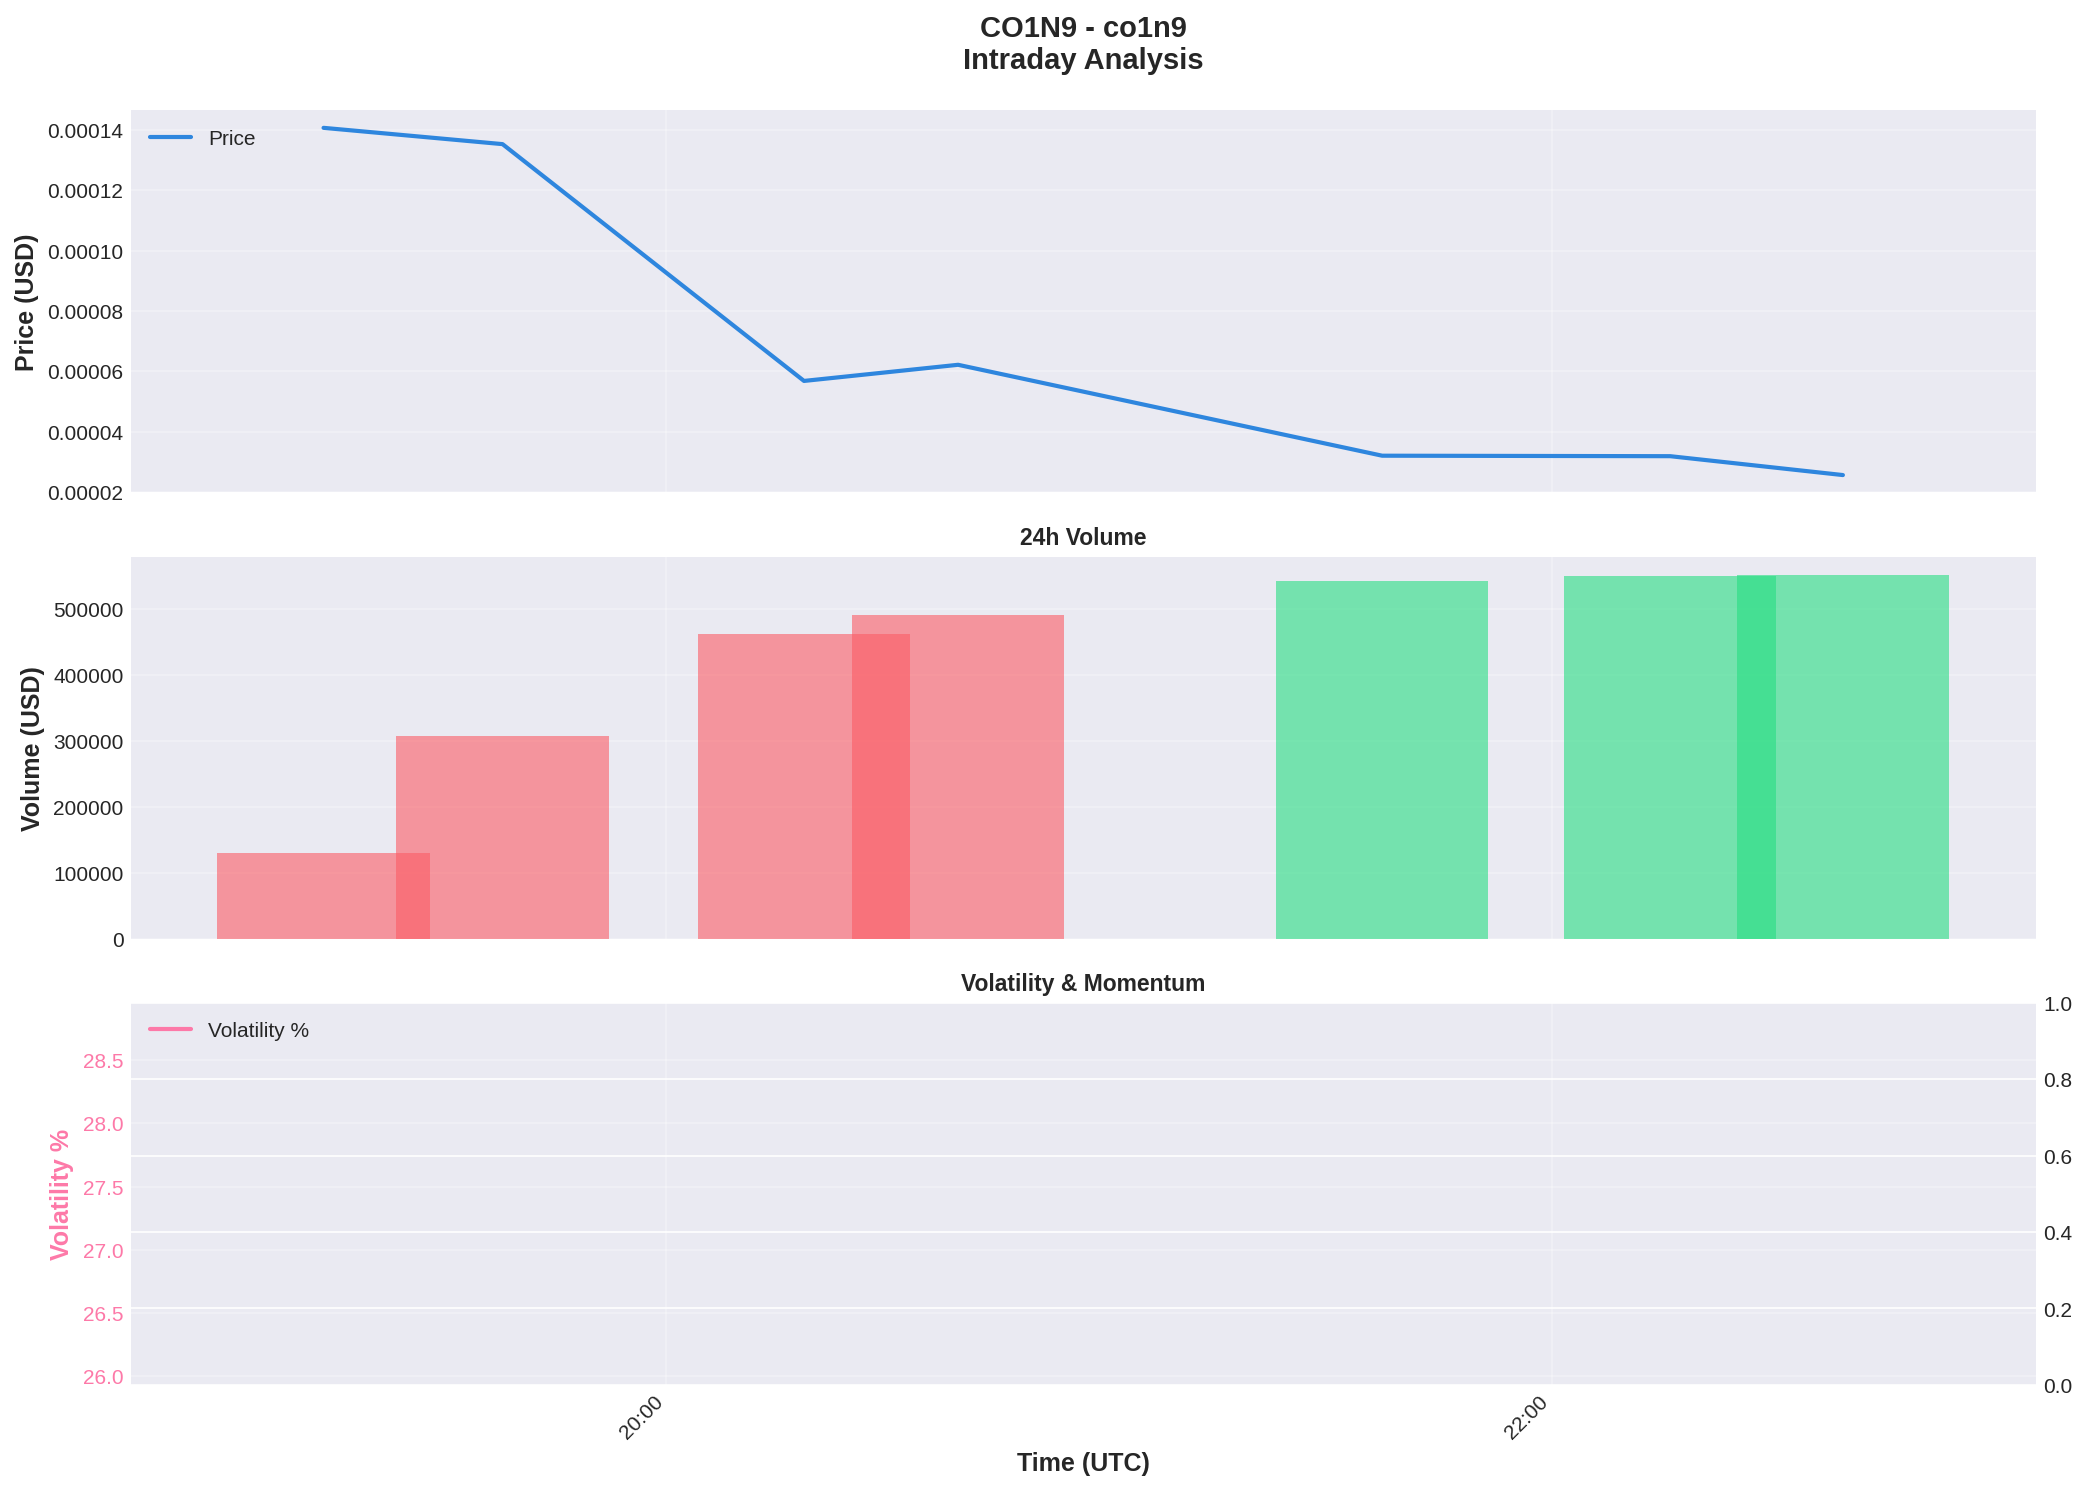 CO1N9 - co1n9
Intraday Analysis
Price
Price (USD)
0.00014
0.00012
0.00010
0.00008
0.00006
0.00004
0.00002
24h Volume
Volume (USD)
500000
400000
300000
200000
100000
0
Volatility & Momentum
Volatility %
Volatility %
28.5
28.0
27.5
27.0
26.5
26.0
1.0
0.8
0.6
0.4
0.2
0.0
20:00
22:00
Time (UTC)